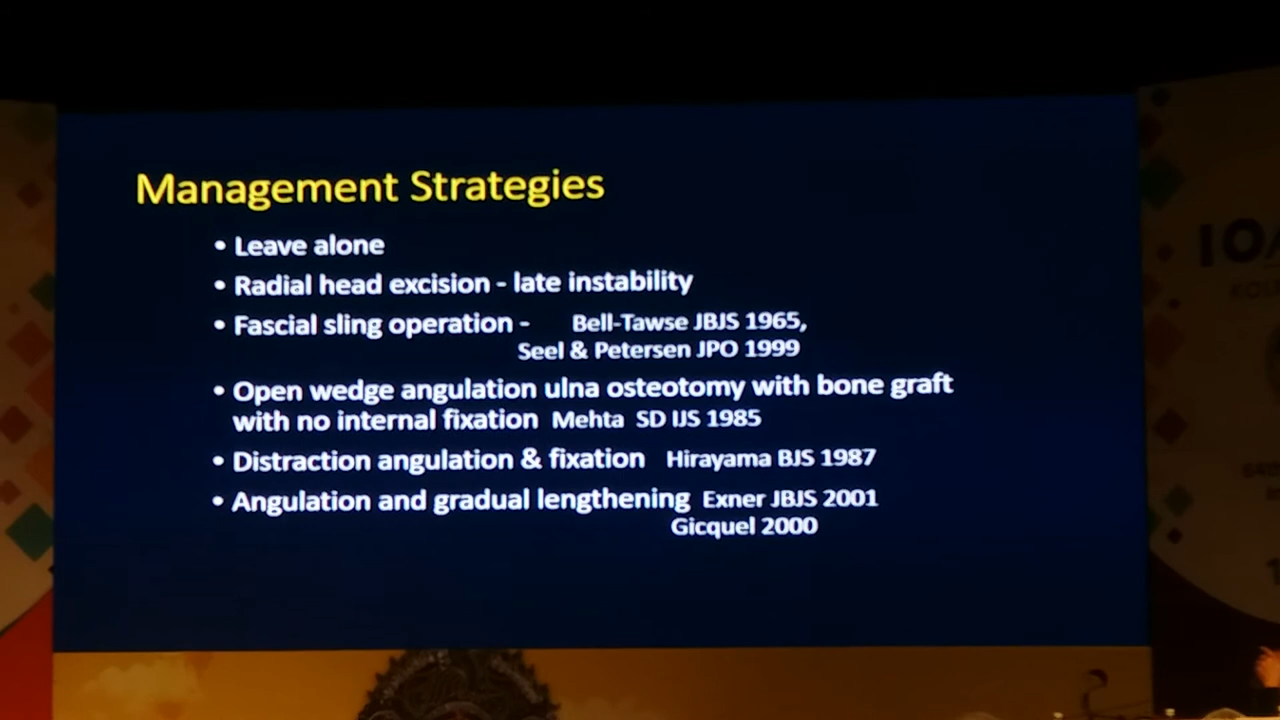 Management Strategies
• Leave alone
• Radial head excision - late instability
• Fascial sling operation - Bell-Tawse JBJS 1965,
Seel & Petersen JPO 1999
• Open wedge angulation ulna osteotomy with bone graft
with no internal fixation Mehta SD IJS 1985
• Distraction angulation & fixation Hirayama BJS 1987
• Angulation and gradual lengthening Exner JBJS 2001
Gicquel 2000